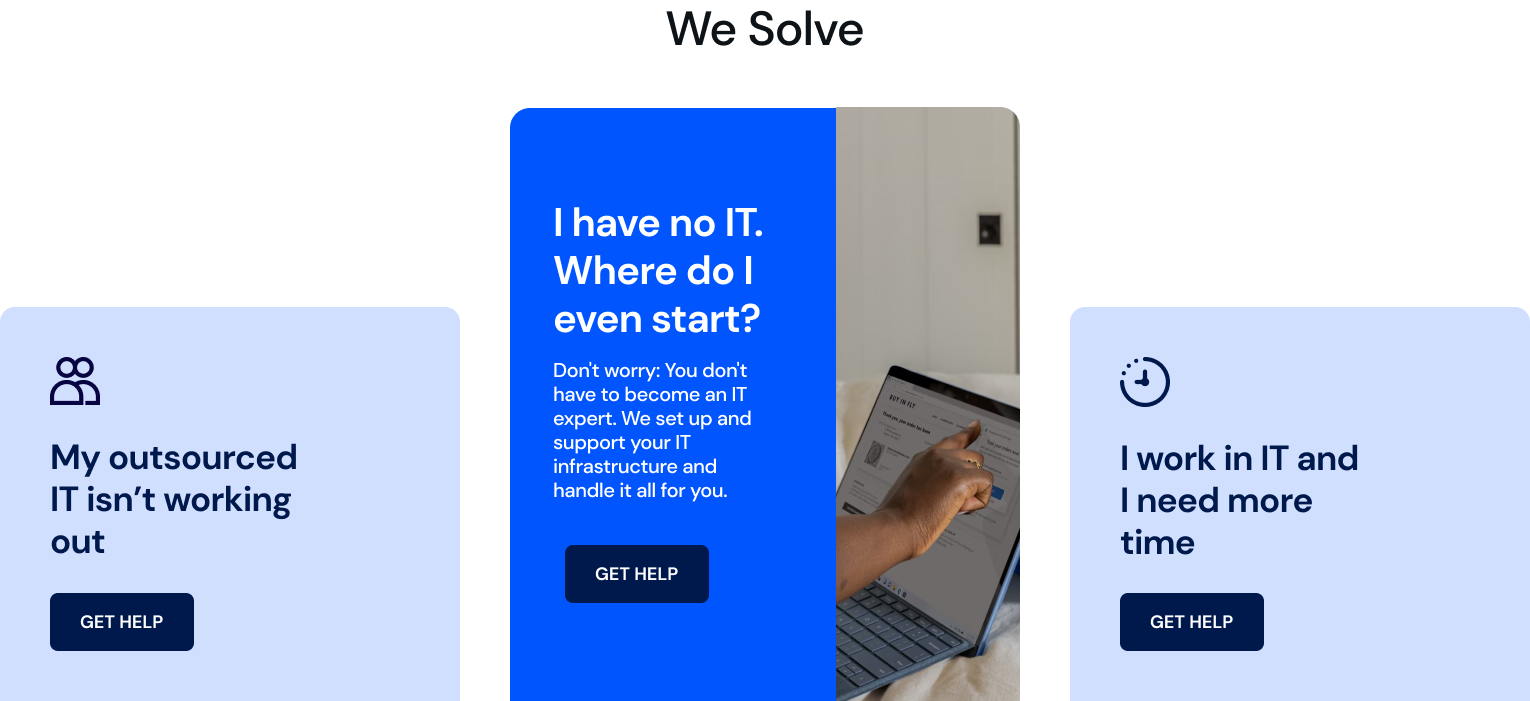 We Solve
My outsourced
IT isn’t working
out
GET HELP
I have no IT.
Where do I
even start?
Don't worry: You don't
have to become an IT
expert. We set up and
support your IT
infrastructure and
handle it all for you.
GET HELP
I work in IT and
I need more
time
GET HELP